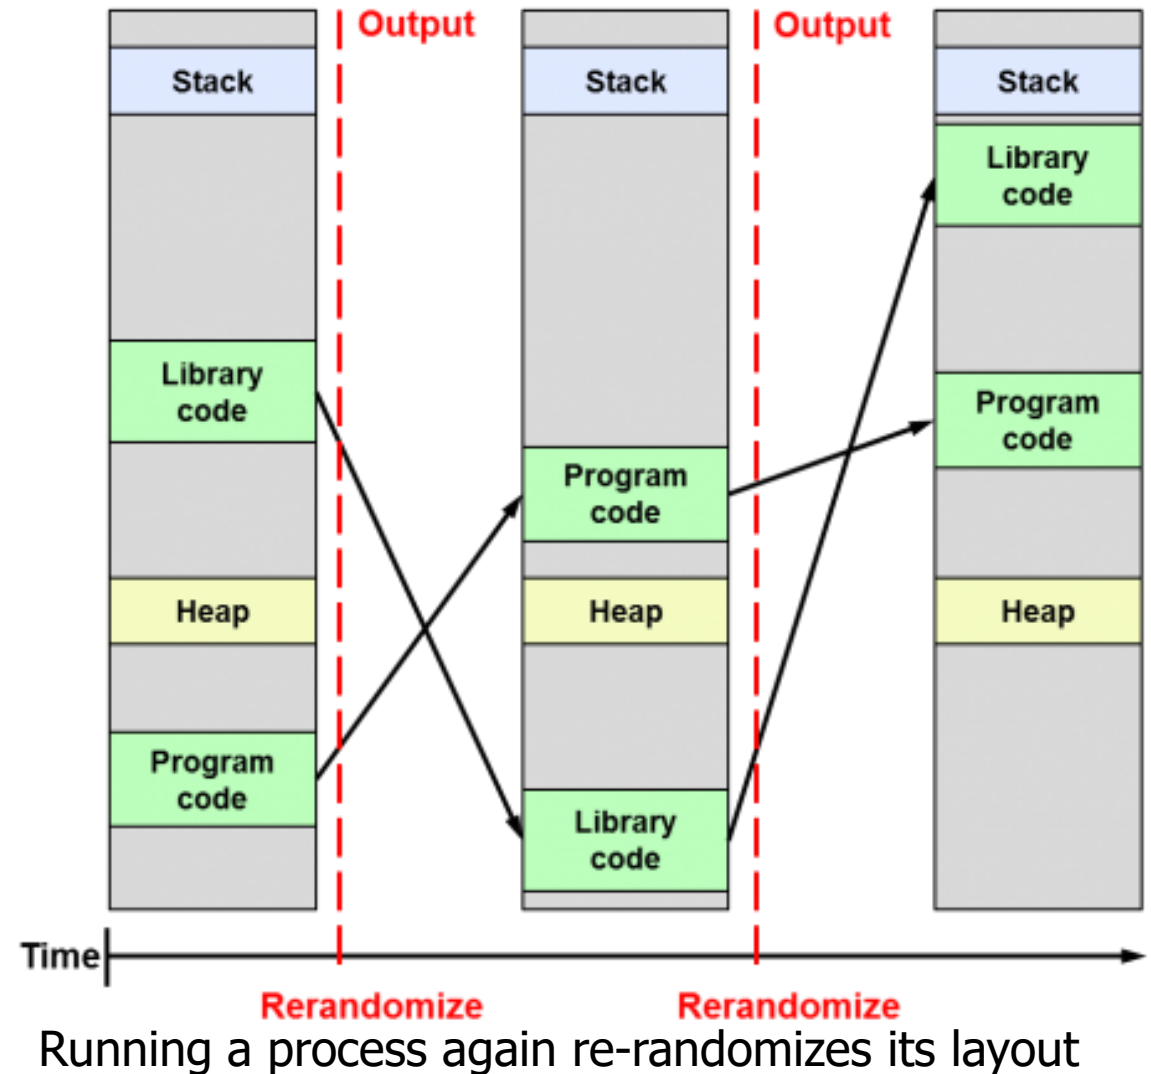 Output
Output
Stack
Stack
Stack
Library
code
Library
code
Program
code
Program
code
Heap
Heap
Heap
Program
code
Library
code
Time
Rerandomize
Rerandomize
Running a process again re-randomizes its layout